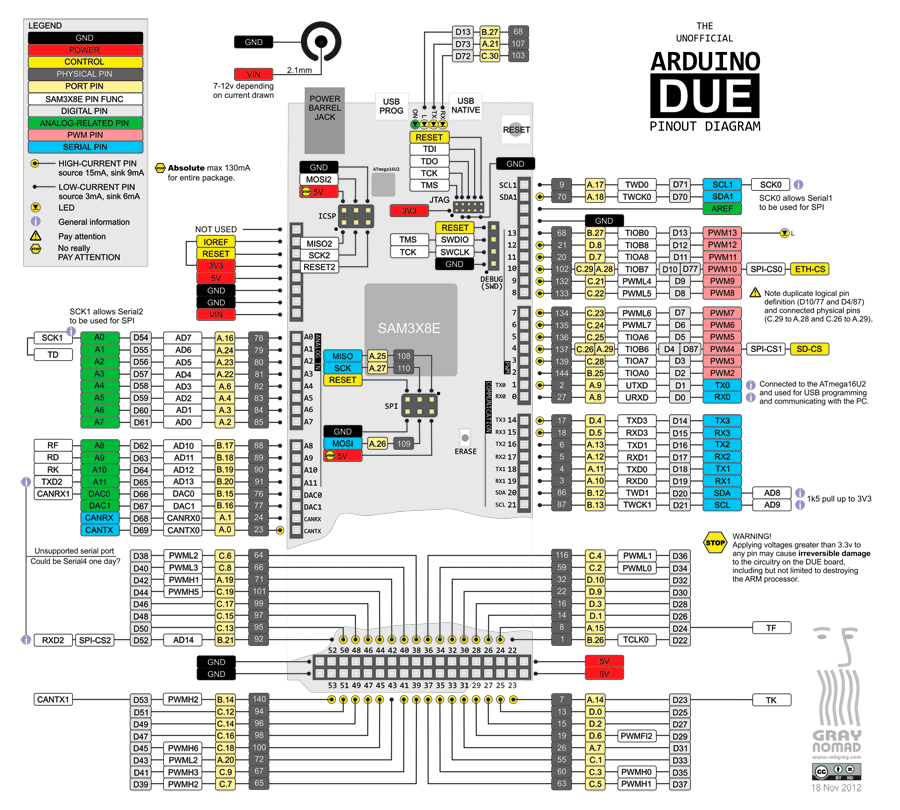 LEGEND
GND
POWER
CONTROL
PHYSICAL PIN
PORT PIN
SAM3X8E PIN FUNC
DIGITAL PIN
ANALOG-RELATED PIN
PWM PIN
SERIAL PIN
HIGH-CURRENT PIN
source 15mA, sink 9mA
LOW-CURRENT PIN
source 3mA, sink 6mA
LED
General information
Pay attention
No really
PAY ATTENTION
GND
VIN 2.1mm
7-12v depending
on current drawn
Absolute max 130mA
for entire package.
D13 B.27 68
D73 A.21 107
D72 C.30 103
THE
UNOFFICIAL
ARDUINO
DUE
PINOUT DIAGRAM
POWER
BARREL
JACK
USB
PROG
USB
NATIVE
ON L TX RX
RESET
RESET
TDI
TDO
TCK
TMS
JTAG
3V3
ATmega16U2
GND
MOSI2
5V
ICSP
MISO2
SCK2
RESET2
RESET
TMS SWDIO
TCK SWCLK
GND
DEBUG
(SWD)
NOT USED
IOREF
RESET
3V3
5V
GND
GND
VIN
GND
SCL1 9 A.17 TWD0 D71 SCL1 SCK0
SDA1 70 A.18 TWCK0 D70 SDA1
AREF
SCK0 allows Serial1
to be used for SPI
GND
13 68 B.27 TIOB0 D13 PWM13 L
12 21 D.8 TIOB8 D12 PWM12
11 20 D.7 TIOA8 D11 PWM11
10 102 C.29 A.28 TIOB7 D10 D77 PWM10 SPI-CS0 ETH-CS
9 132 C.21 PWML4 D9 PWM9
8 133 C.22 PWML5 D8 PWM8
Note duplicate logical pin
definition (D10/77 and D4/87)
and connected physical pins
(C.29 to A.28 and C.26 to A.29).
7 134 C.23 PWML6 D7 PWM7
6 135 C.24 PWML7 D6 PWM6
5 136 C.25 TIOA6 D5 PWM5
4 137 C.26 A.29 TIOB6 D4 D87 PWM4 SPI-CS1 SD-CS
3 139 C.28 TIOA7 D3 PWM3
2 144 B.25 TIOA0 D2 PWM2
TX0 1 2 A.9 UTXD D1 TX0
RX0 0 27 A.8 URXD D0 RX0
Connected to the ATmega16U2
and used for USB programming
and communicating with the PC.
SAM3X8E
ANALOG IN
PWM
COMMUNICATION
SCK1 allows Serial2
to be used for SPI
SCK1 A0 D54 AD7 A.16 78 A0
TD A1 D55 AD6 A.24 79 A1
A2 D56 AD5 A.23 80 A2
A3 D57 AD4 A.22 81 A3
A4 D58 AD3 A.6 82 A4
A5 D59 AD2 A.4 83 A5
A6 D60 AD1 A.3 84 A6
A7 D61 AD0 A.2 85 A7
MISO A.25 108
SCK A.27 110
RESET
SPI
GND
MOSI A.26 109
5V
ERASE
RF A8 D62 AD10 B.17 88 A8
RD A9 D63 AD11 B.18 89 A9
RK A10 D64 AD12 B.19 90 A10
TXD2 A11 D65 AD13 B.20 91 A11
CANRX1 DAC0 D66 B.15 76 DAC0
DAC1 D67 B.16 77 DAC1
CANRX D68 CANRX0 A.1 24 CANRX
CANTX D69 CANTX0 A.0 23 CANTX
TX3 14 17 D.4 TXD3 D14 TX3
RX3 15 18 D.5 RXD3 D15 RX3
TX2 16 6 A.13 TXD1 D16 TX2
RX2 17 5 A.12 RXD1 D17 RX2
TX1 18 4 A.11 TXD0 D18 TX1
RX1 19 3 A.10 RXD0 D19 RX1
SDA 20 86 B.12 TWD1 D20 SDA AD8
SCL 21 87 B.13 TWCK1 D21 SCL AD9
1k5 pull up to 3V3
STOP
WARNING!
Applying voltages greater than 3.3v to
any pin may cause irreversible damage
to the circuitry on the DUE board,
including but not limited to destroying
the ARM processor.
Unsupported serial port
Could be Serial4 one day?
D38 PWML2 C.6 64
D40 PWML3 C.8 66
D42 PWMH1 A.19 71
D44 PWMH5 C.19 101
D46 C.17 99
D48 C.15 97
D50 C.13 95
RXD2 SPI-CS2 D52 AD14 B.21 92
116 C.4 PWML1 D36
59 C.2 PWML0 D34
32 D.10 D32
22 D.9 D30
16 D.3 D28
14 D.1 D26
8 A.15 D24 TF
1 B.26 TCLK0 D22
52 50 48 46 44 42 40 38 36 34 32 30 28 26 24 22
GND 5V
GND 5V
53 51 49 47 45 43 41 39 37 35 33 31 29 27 25 23
CANTX1 D53 PWMH2 B.14 140
D51 C.12 94
D49 C.14 96
D47 C.16 98
D45 PWMH6 C.18 100
D43 PWML2 A.20 72
D41 PWMH3 C.9 67
D39 PWMH2 C.7 65
7 A.14 D23 TK
13 D.0 D25
15 D.2 D27
19 D.6 PWMFI2 D29
26 A.7 D31
55 C.1 D33
60 C.3 PWMH0 D35
63 C.5 PWMH1 D37
GRAY
NOMAD
www.robgray.com
CC BY ND
18 Nov 2012